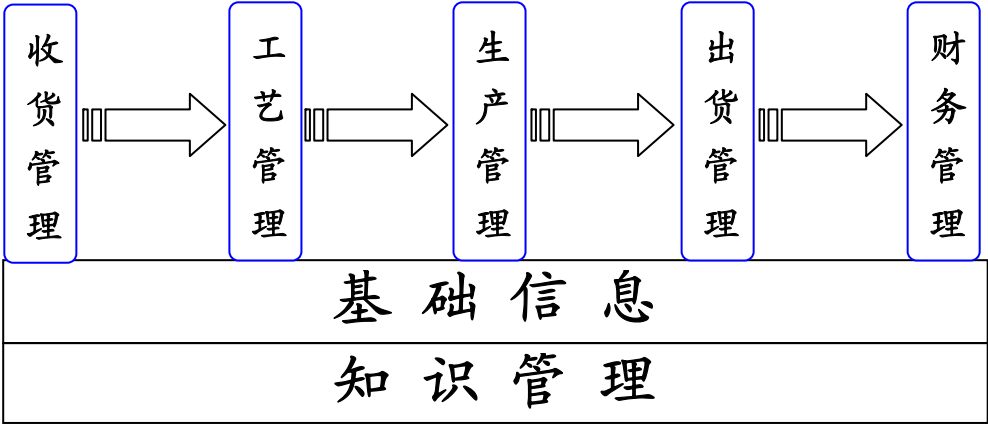 收货管理
工艺管理
生产管理
出货管理
财务管理
基础信息
知识管理